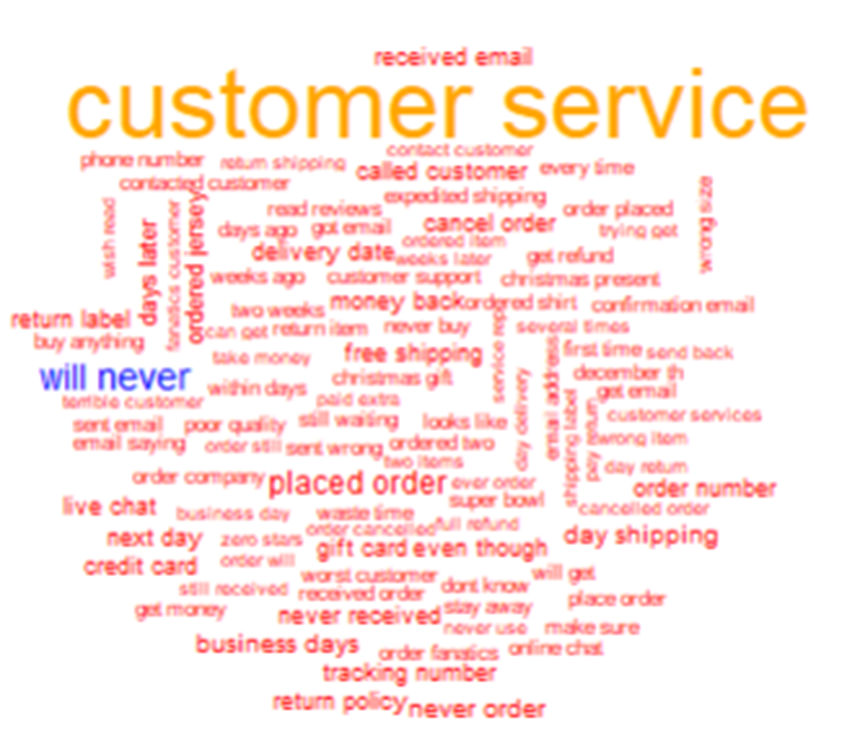 received email
customer service
contact customer
phone number
return shipping
called customer
every time
contacted customer
expedited shipping
read reviews
order placed
wrong size
wish read
days later
fanatics customer
ordered jersey
days ago
got email
cancel order
trying get
ordered item
delivery date
weeks later
get refund
weeks ago
customer support
christmas present
two weeks
money back
ordered shirt
confirmation email
return label
can get
return item
never buy
several times
buy anything
take money
free shipping
service rep
first time
send back
will never
within days
christmas gift
day delivery
email address
december th
get email
terrible customer
paid extra
shipping label
pay return
customer services
sent email
poor quality
still waiting
looks like
wrong item
email saying
order still
sent wrong
ordered two
two items
day return
order company
placed order
ever order
order number
live chat
business day
waste time
super bowl
cancelled order
order cancelled
full refund
next day
zero stars
gift card
even though
day shipping
credit card
order will
worst customer
dont know
will get
still received
received order
place order
get money
never received
stay away
never use
make sure
business days
order fanatics
online chat
tracking number
return policy
never order